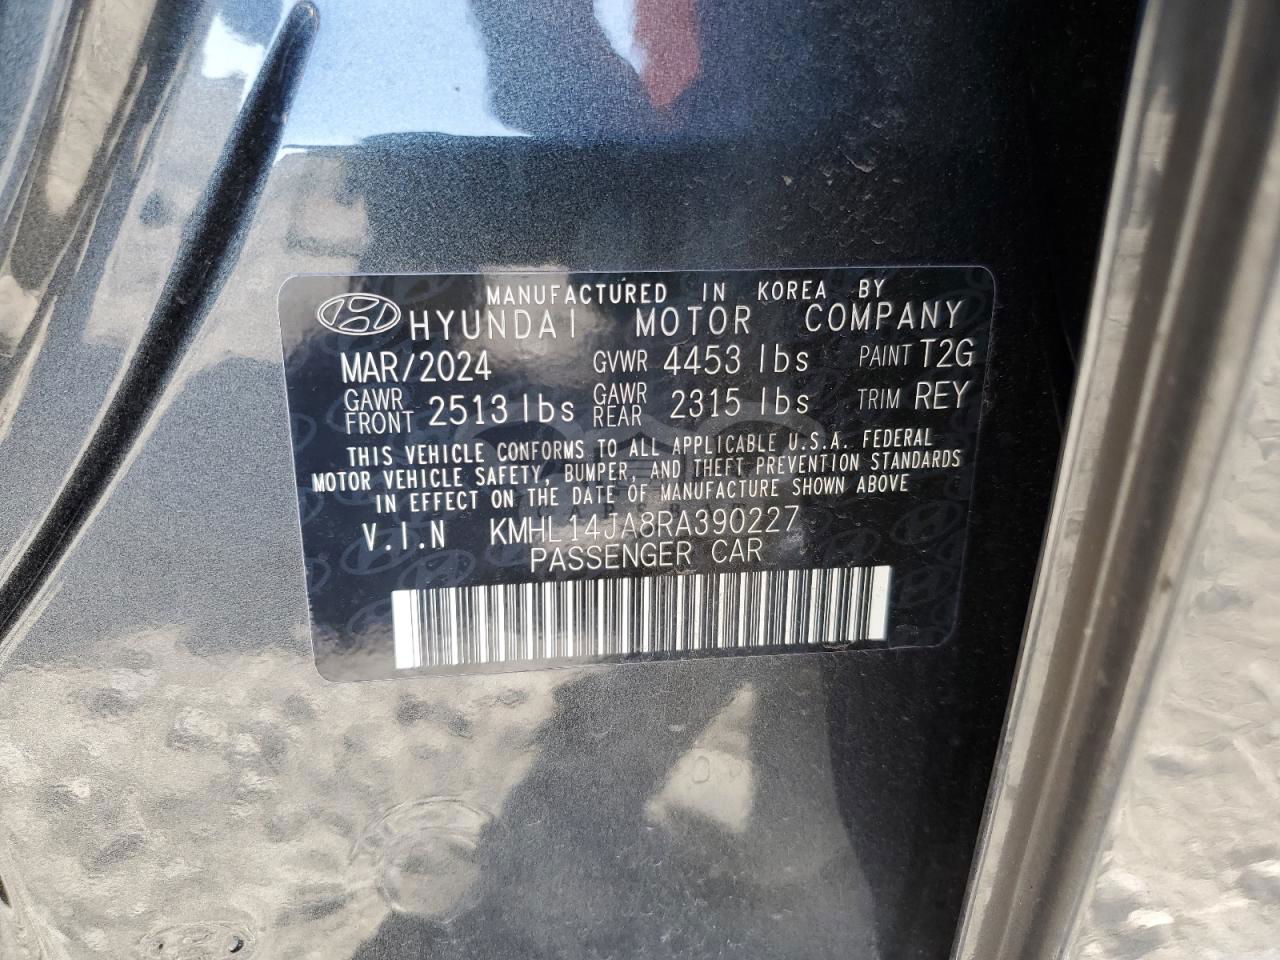 MANUFACTURED IN KOREA BY
HYUNDAI MOTOR COMPANY
MAR/2024 GVWR 4453 lbs PAINT T2G
GAWR FRONT 2513 lbs GAWR REAR 2315 lbs TRIM REY
THIS VEHICLE CONFORMS TO ALL APPLICABLE U.S.A. FEDERAL
MOTOR VEHICLE SAFETY, BUMPER, AND THEFT PREVENTION STANDARDS
IN EFFECT ON THE DATE OF MANUFACTURE SHOWN ABOVE
V.I.N KMHL14JA8RA390227
PASSENGER CAR